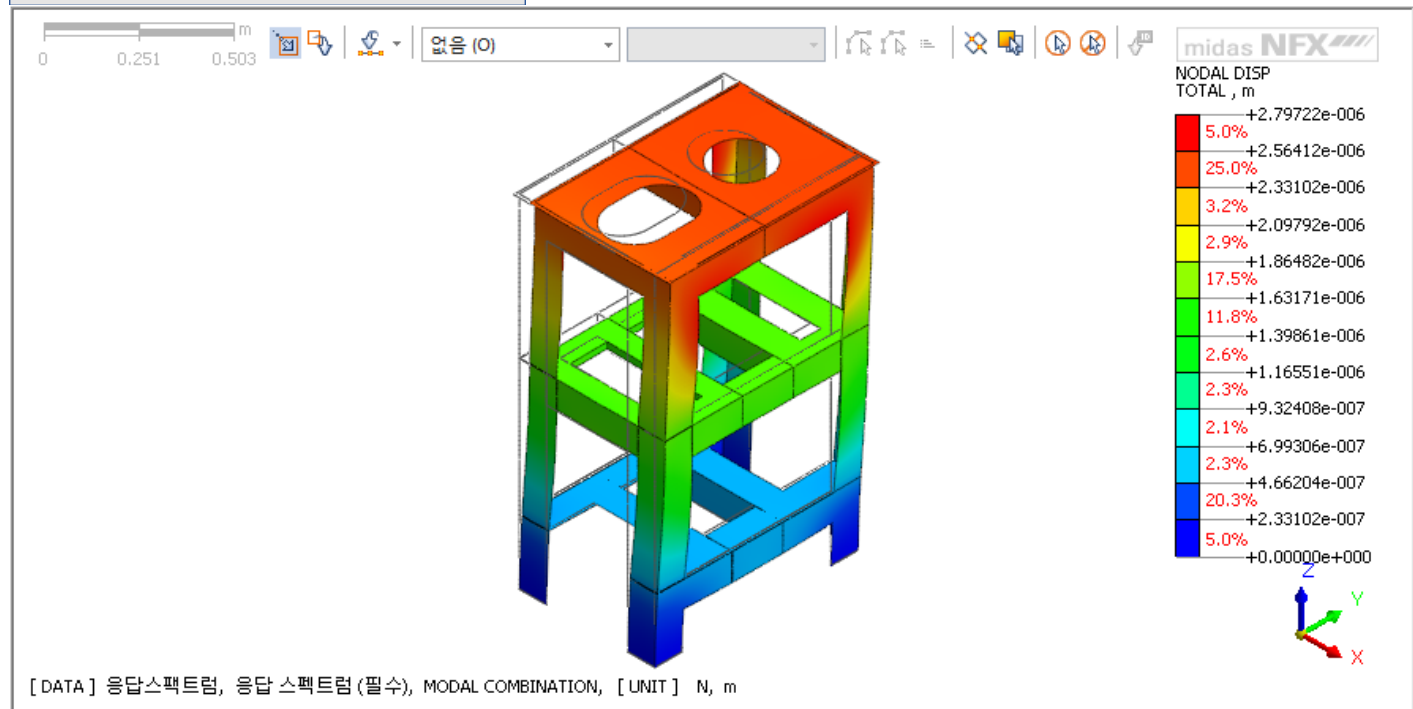 m
0 0.251 0.503
없음 (0)
midas NFX
NODAL DISP
TOTAL , m
+2.79722e-006
5.0%
+2.56412e-006
25.0%
+2.33102e-006
3.2%
+2.09792e-006
2.9%
+1.86482e-006
17.5%
+1.63171e-006
11.8%
+1.39861e-006
2.6%
+1.16551e-006
2.3%
+9.32408e-007
2.1%
+6.99306e-007
2.3%
+4.66204e-007
20.3%
+2.33102e-007
5.0%
+0.00000e+000
Z
Y
X
[ DATA ] 응답스팩트럼, 응답 스펙트럼 (필수), MODAL COMBINATION, [ UNIT ] N, m